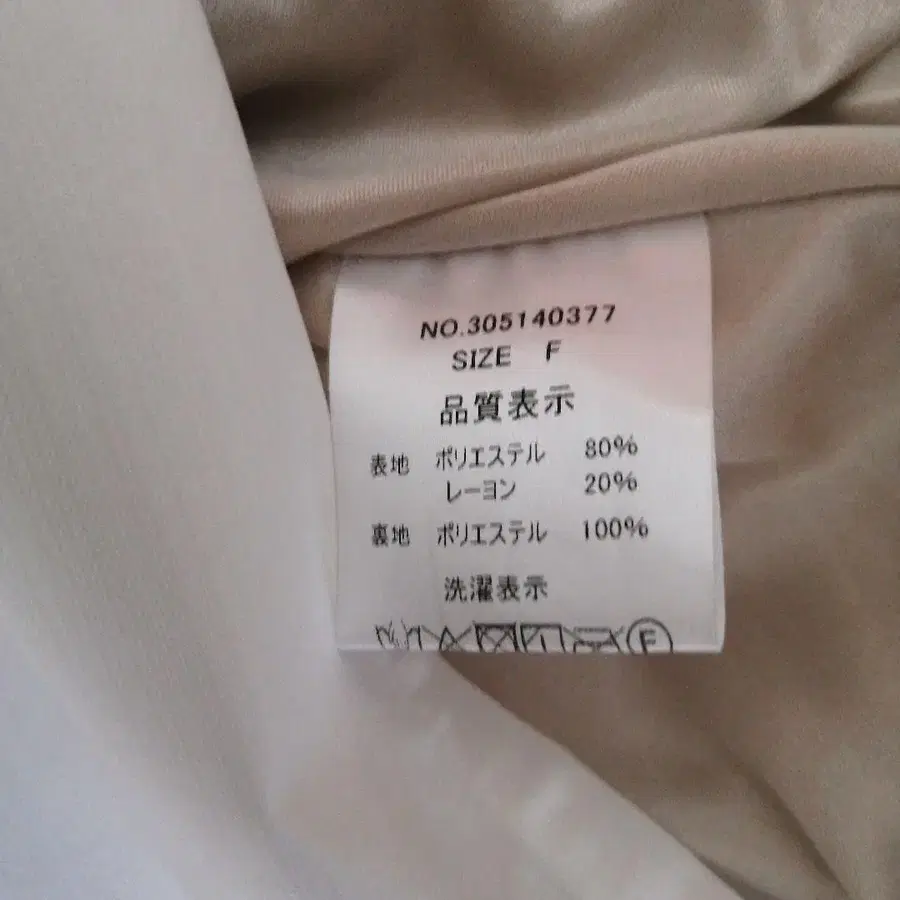 NO.305140377
SIZE F
品質表示
表地 ポリエステル 80%
レーヨン 20%
裏地 ポリエステル 100%
洗濯表示
F